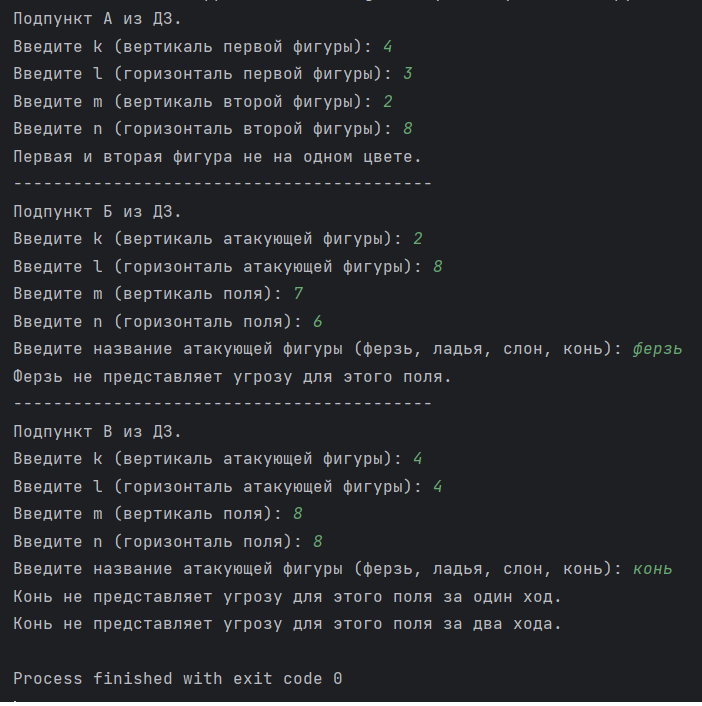 Подпункт А из ДЗ.
Введите k (вертикаль первой фигуры): 4
Введите l (горизонталь первой фигуры): 3
Введите m (вертикаль второй фигуры): 2
Введите n (горизонталь второй фигуры): 8
Первая и вторая фигура не на одном цвете.
------------------------------------------
Подпункт Б из ДЗ.
Введите k (вертикаль атакующей фигуры): 2
Введите l (горизонталь атакующей фигуры): 8
Введите m (вертикаль поля): 7
Введите n (горизонталь поля): 6
Введите название атакующей фигуры (ферзь, ладья, слон, конь): ферзь
Ферзь не представляет угрозу для этого поля.
------------------------------------------
Подпункт В из ДЗ.
Введите k (вертикаль атакующей фигуры): 4
Введите l (горизонталь атакующей фигуры): 4
Введите m (вертикаль поля): 8
Введите n (горизонталь поля): 8
Введите название атакующей фигуры (ферзь, ладья, слон, конь): конь
Конь не представляет угрозу для этого поля за один ход.
Конь не представляет угрозу для этого поля за два хода.
Process finished with exit code 0